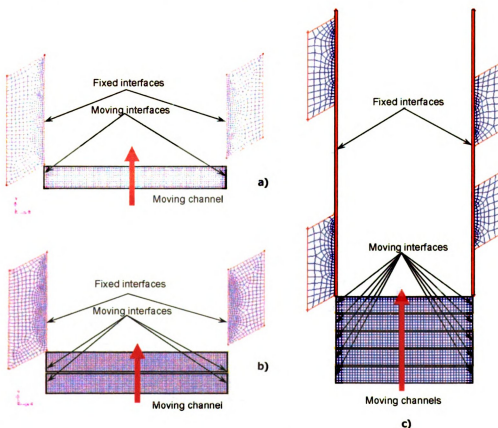 Fixed interfaces
Moving interfaces
Moving channel
a)
Fixed interfaces
Moving interfaces
Moving channel
b)
Fixed interfaces
Moving interfaces
Moving channels
c)